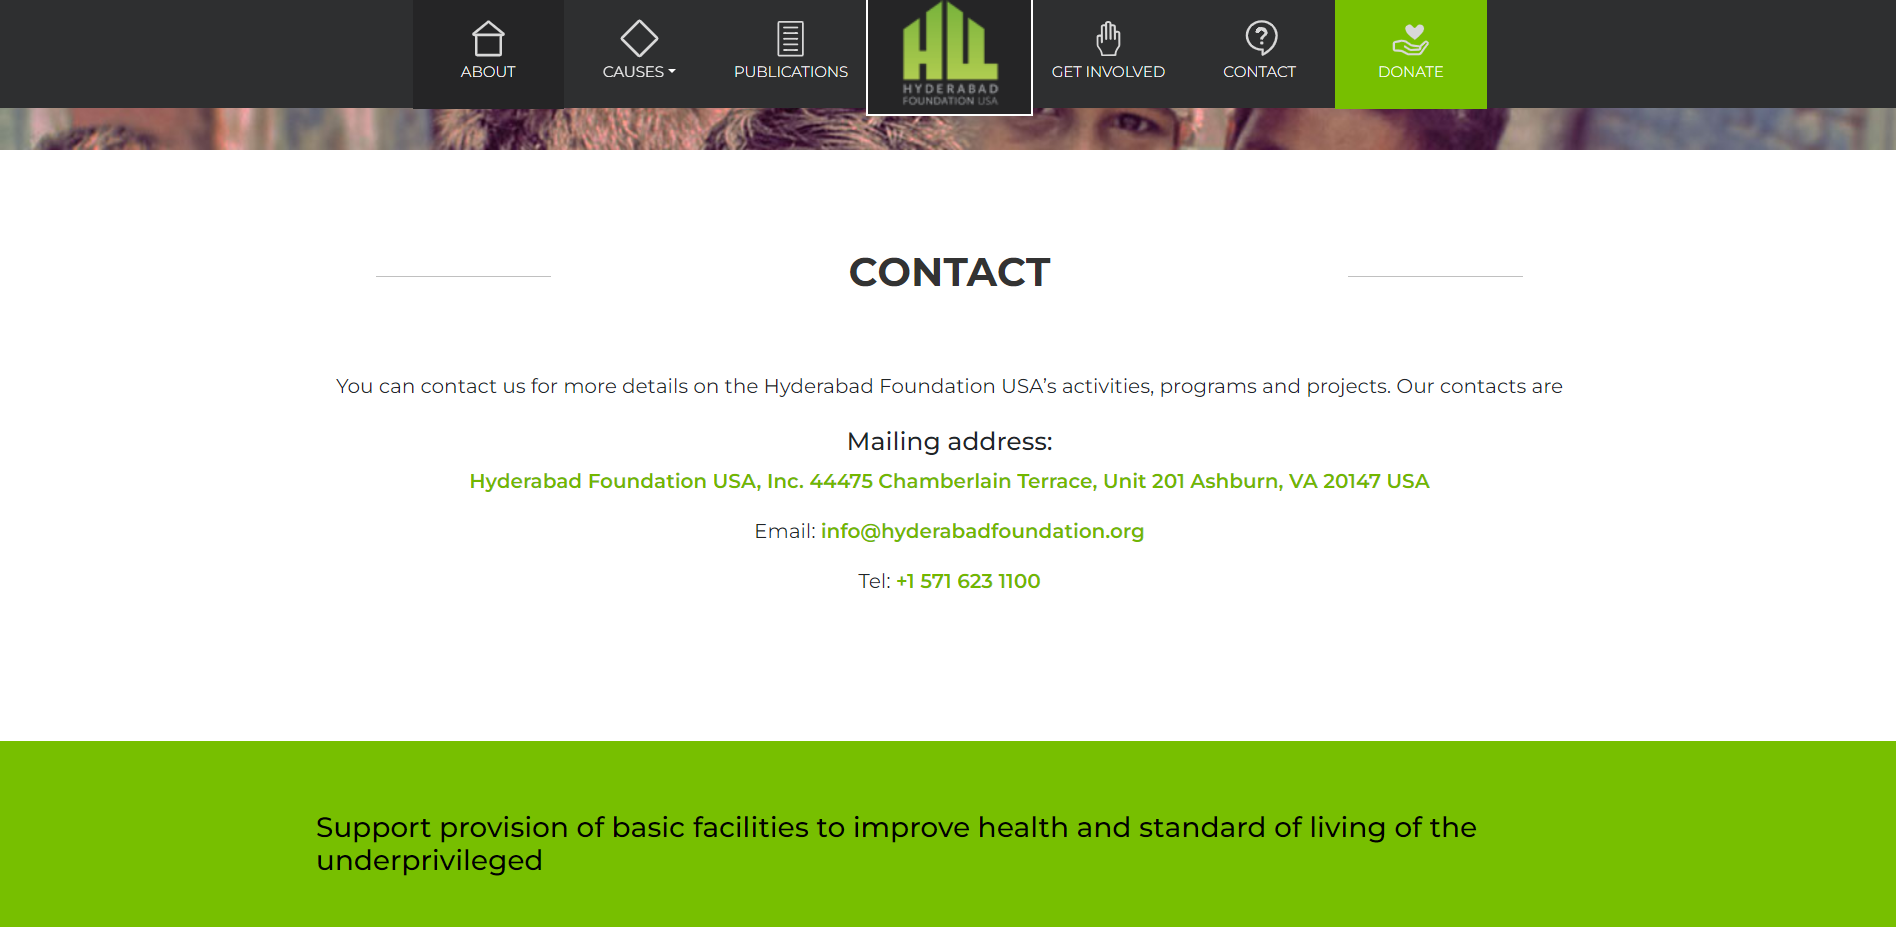 ABOUT
CAUSES
PUBLICATIONS
HYDERABAD
FOUNDATION USA
GET INVOLVED
CONTACT
DONATE
CONTACT
You can contact us for more details on the Hyderabad Foundation USA’s activities, programs and projects. Our contacts are
Mailing address:
Hyderabad Foundation USA, Inc. 44475 Chamberlain Terrace, Unit 201 Ashburn, VA 20147 USA
Email: info@hyderabadfoundation.org
Tel: +1 571 623 1100
Support provision of basic facilities to improve health and standard of living of the
underprivileged